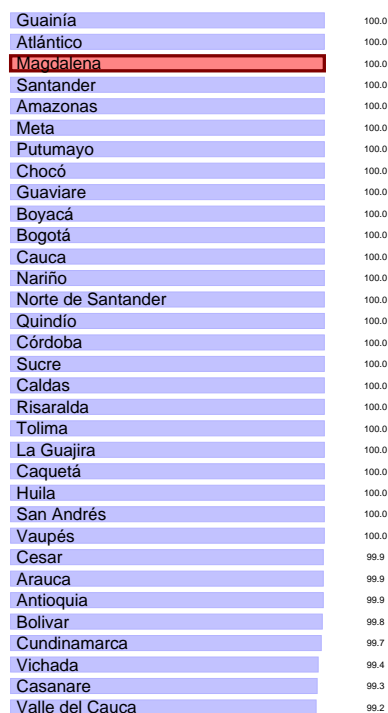 Guainía 100.0
Atlántico 100.0
Magdalena 100.0
Santander 100.0
Amazonas 100.0
Meta 100.0
Putumayo 100.0
Chocó 100.0
Guaviare 100.0
Boyacá 100.0
Bogotá 100.0
Cauca 100.0
Nariño 100.0
Norte de Santander 100.0
Quindío 100.0
Córdoba 100.0
Sucre 100.0
Caldas 100.0
Risaralda 100.0
Tolima 100.0
La Guajira 100.0
Caquetá 100.0
Huila 100.0
San Andrés 100.0
Vaupés 100.0
Cesar 99.9
Arauca 99.9
Antioquia 99.9
Bolivar 99.8
Cundinamarca 99.7
Vichada 99.4
Casanare 99.3
Valle del Cauca 99.2